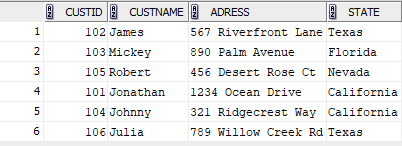 CUSTID CUSTNAME ADRESS STATE
1 102 James 567 Riverfront Lane Texas
2 103 Mickey 890 Palm Avenue Florida
3 105 Robert 456 Desert Rose Ct Nevada
4 101 Jonathan 1234 Ocean Drive California
5 104 Johnny 321 Ridgecrest Way California
6 106 Julia 789 Willow Creek Rd Texas